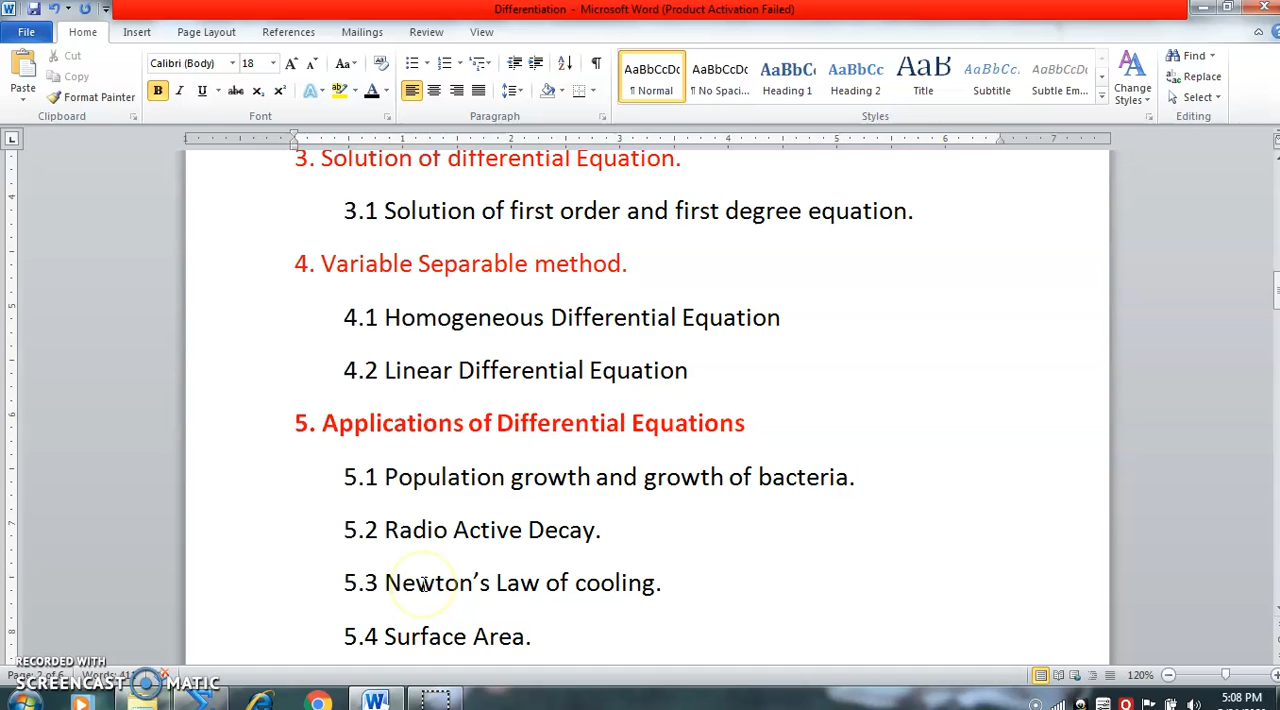 Differentiation - Microsoft Word (Product Activation Failed)
File Home Insert Page Layout References Mailings Review View
Cut
Copy
Format Painter
Paste
Clipboard
Calibri (Body) 18
Font
Paragraph
AaBbCcDc AaBbCcDc AaBbC AaBbCc AaB AaBbCc. AaBbCcDc
¶ Normal ¶ No Spaci... Heading 1 Heading 2 Title Subtitle Subtle Em...
Styles
Change Styles
Find
Replace
Select
Editing
3. Solution of differential Equation.
3.1 Solution of first order and first degree equation.
4. Variable Separable method.
4.1 Homogeneous Differential Equation
4.2 Linear Differential Equation
5. Applications of Differential Equations
5.1 Population growth and growth of bacteria.
5.2 Radio Active Decay.
5.3 Newton’s Law of cooling.
5.4 Surface Area.
RECORDED WITH
SCREENCAST MATIC
120%
5:08 PM